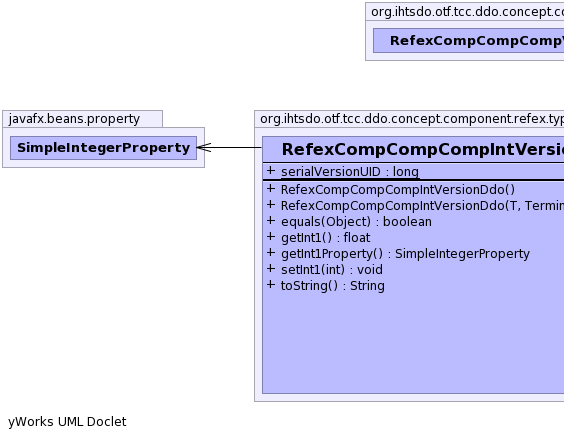 org.ihtsdo.otf.tcc.ddo.concept.co
RefexCompCompCompV
javafx.beans.property
SimpleIntegerProperty
org.ihtsdo.otf.tcc.ddo.concept.component.refex.typ
RefexCompCompCompIntVersio
+ serialVersionUID : long
+ RefexCompCompCompIntVersionDdo()
+ RefexCompCompCompIntVersionDdo(T, Termin
+ equals(Object) : boolean
+ getInt1() : float
+ getInt1Property() : SimpleIntegerProperty
+ setInt1(int) : void
+ toString() : String
yWorks UML Doclet